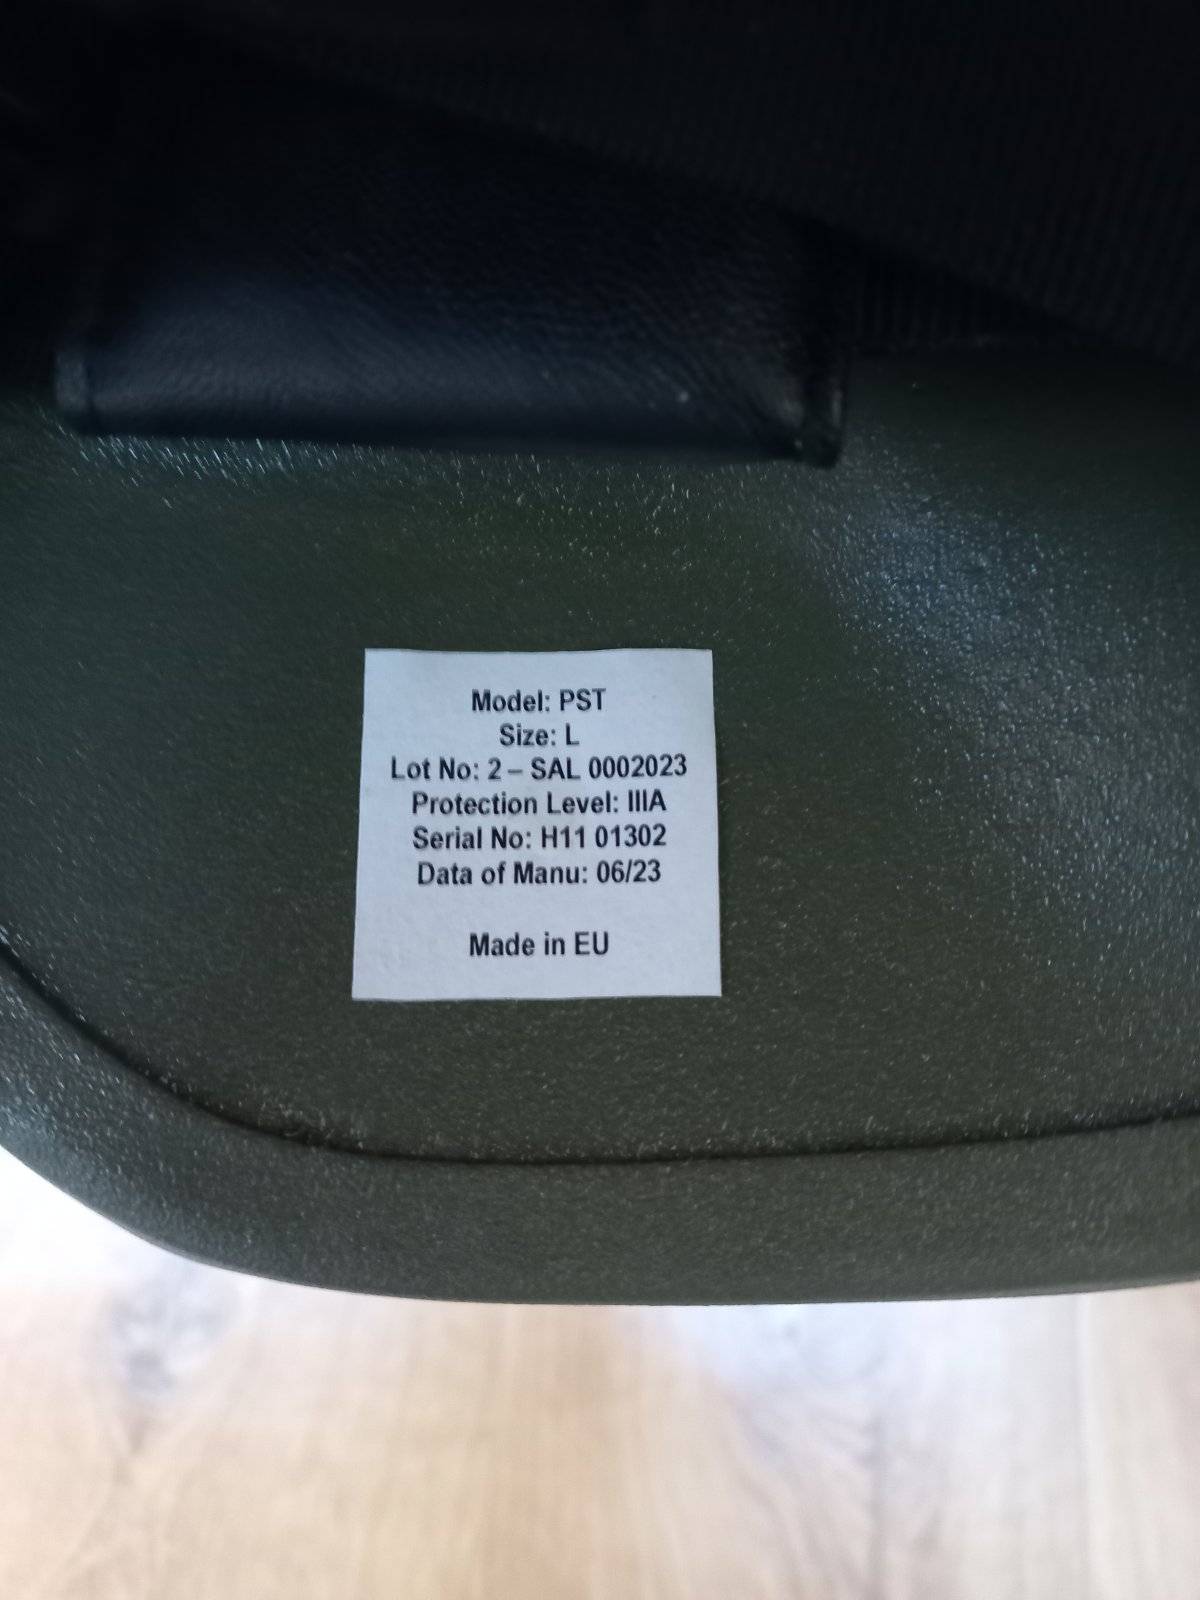 Model: PST
Size: L
Lot No: 2 – SAL 0002023
Protection Level: IIIA
Serial No: H11 01302
Data of Manu: 06/23
Made in EU